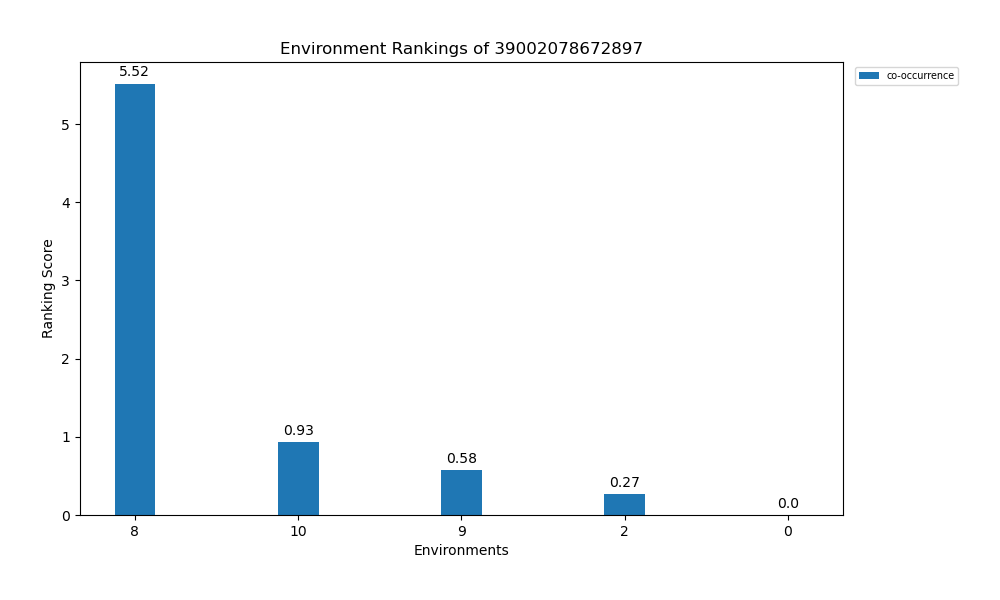 Environment Rankings of 39002078672897
co-occurrence
5.52
0.93
0.58
0.27
0.0
Ranking Score
5
4
3
2
1
0
8 10 9 2 0
Environments